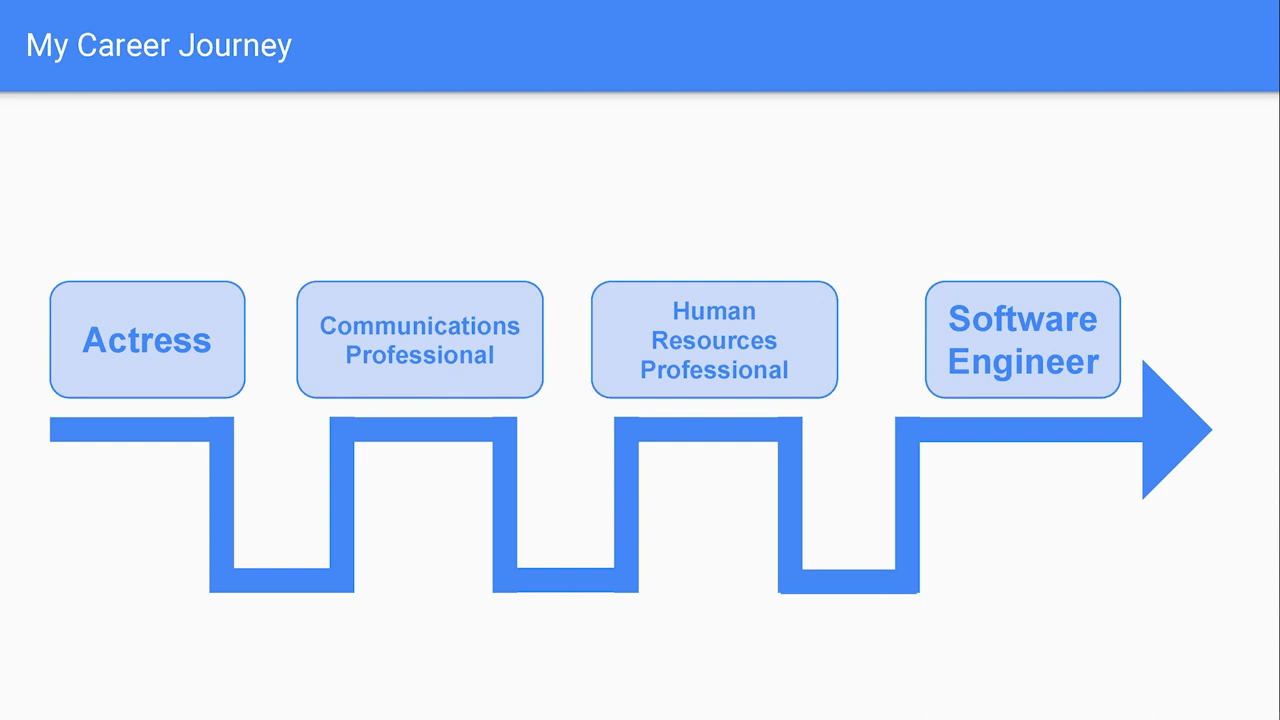 My Career Journey
Actress
Communications
Professional
Human
Resources
Professional
Software
Engineer